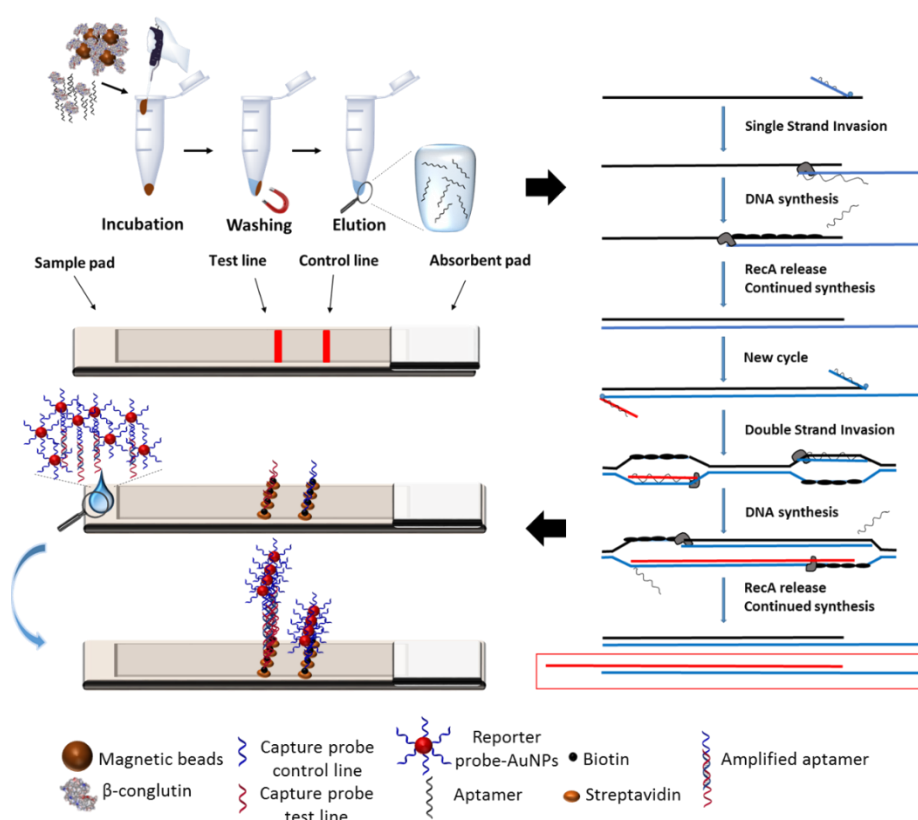 Incubation
Washing
Elution
Sample pad
Test line
Control line
Absorbent pad
Single Strand Invasion
DNA synthesis
RecA release
Continued synthesis
New cycle
Double Strand Invasion
DNA synthesis
RecA release
Continued synthesis
Magnetic beads
β-conglutin
Capture probe
control line
Capture probe
test line
Reporter
probe-AuNPs
Aptamer
Biotin
Streptavidin
Amplified aptamer